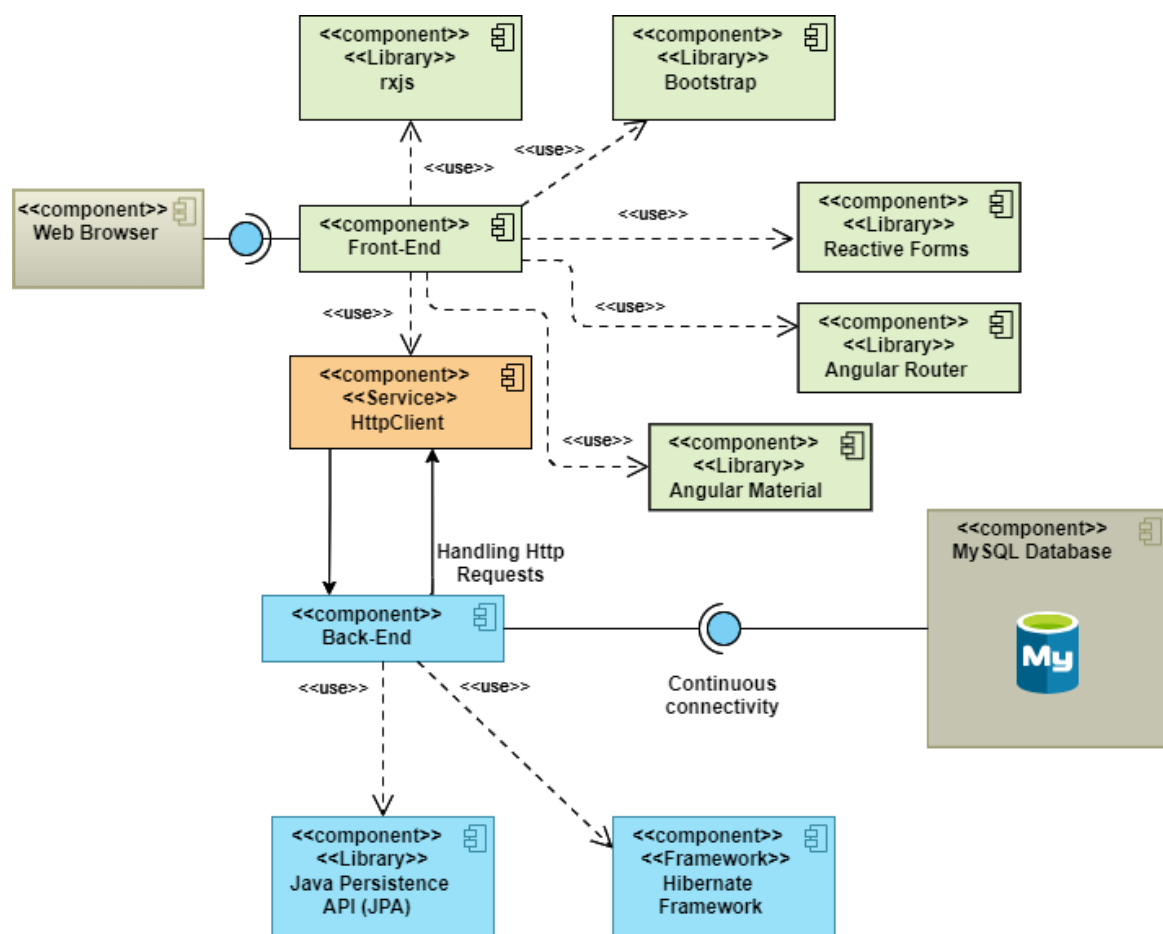 <<component>>
<<Library>>
rxjs
<<component>>
<<Library>>
Bootstrap
<<use>>
<<use>>
<<component>>
Web Browser
<<component>>
Front-End
<<use>>
<<component>>
<<Library>>
Reactive Forms
<<use>>
<<use>>
<<component>>
<<Library>>
Angular Router
<<component>>
<<Service>>
HttpClient
<<use>>
<<component>>
<<Library>>
Angular Material
Handling Http
Requests
<<component>>
MySQL Database
My
<<component>>
Back-End
Continuous
connectivity
<<use>>
<<use>>
<<component>>
<<Library>>
Java Persistence
API (JPA)
<<component>>
<<Framework>>
Hibernate
Framework